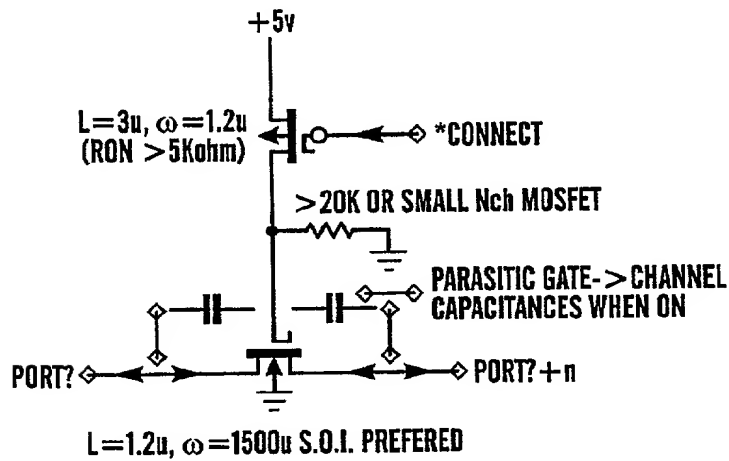 +5v
L=3u, ω=1.2u
(RON >5Kohm)
*CONNECT
>20K OR SMALL Nch MOSFET
PARASITIC GATE->CHANNEL
CAPACITANCES WHEN ON
PORT?
PORT?+n
L=1.2u, ω=1500u S.O.I. PREFERED